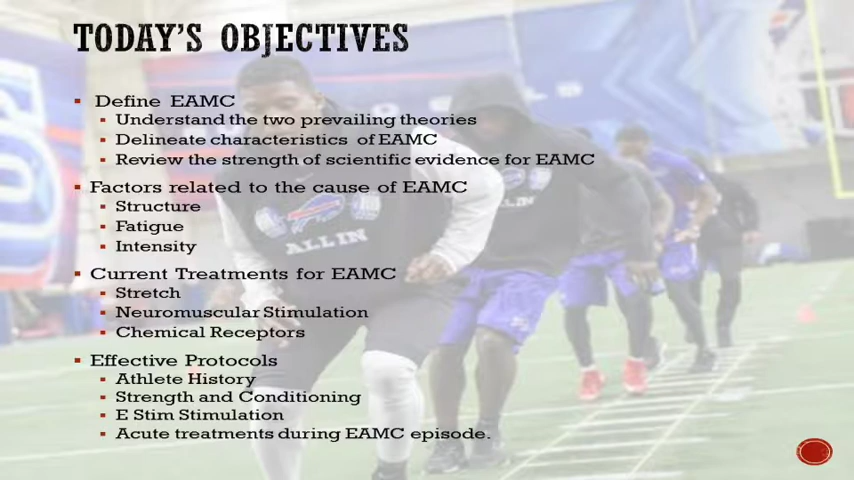 TODAY'S OBJECTIVES
Define EAMC
Understand the two prevailing theories
Delineate characteristics of EAMC
Review the strength of scientific evidence for EAMC
Factors related to the cause of EAMC
Structure
Fatigue
Intensity
Current Treatments for EAMC
Stretch
Neuromuscular Stimulation
Chemical Receptors
Effective Protocols
Athlete History
Strength and Conditioning
E Stim Stimulation
Acute treatments during EAMC episode.
ALL IN